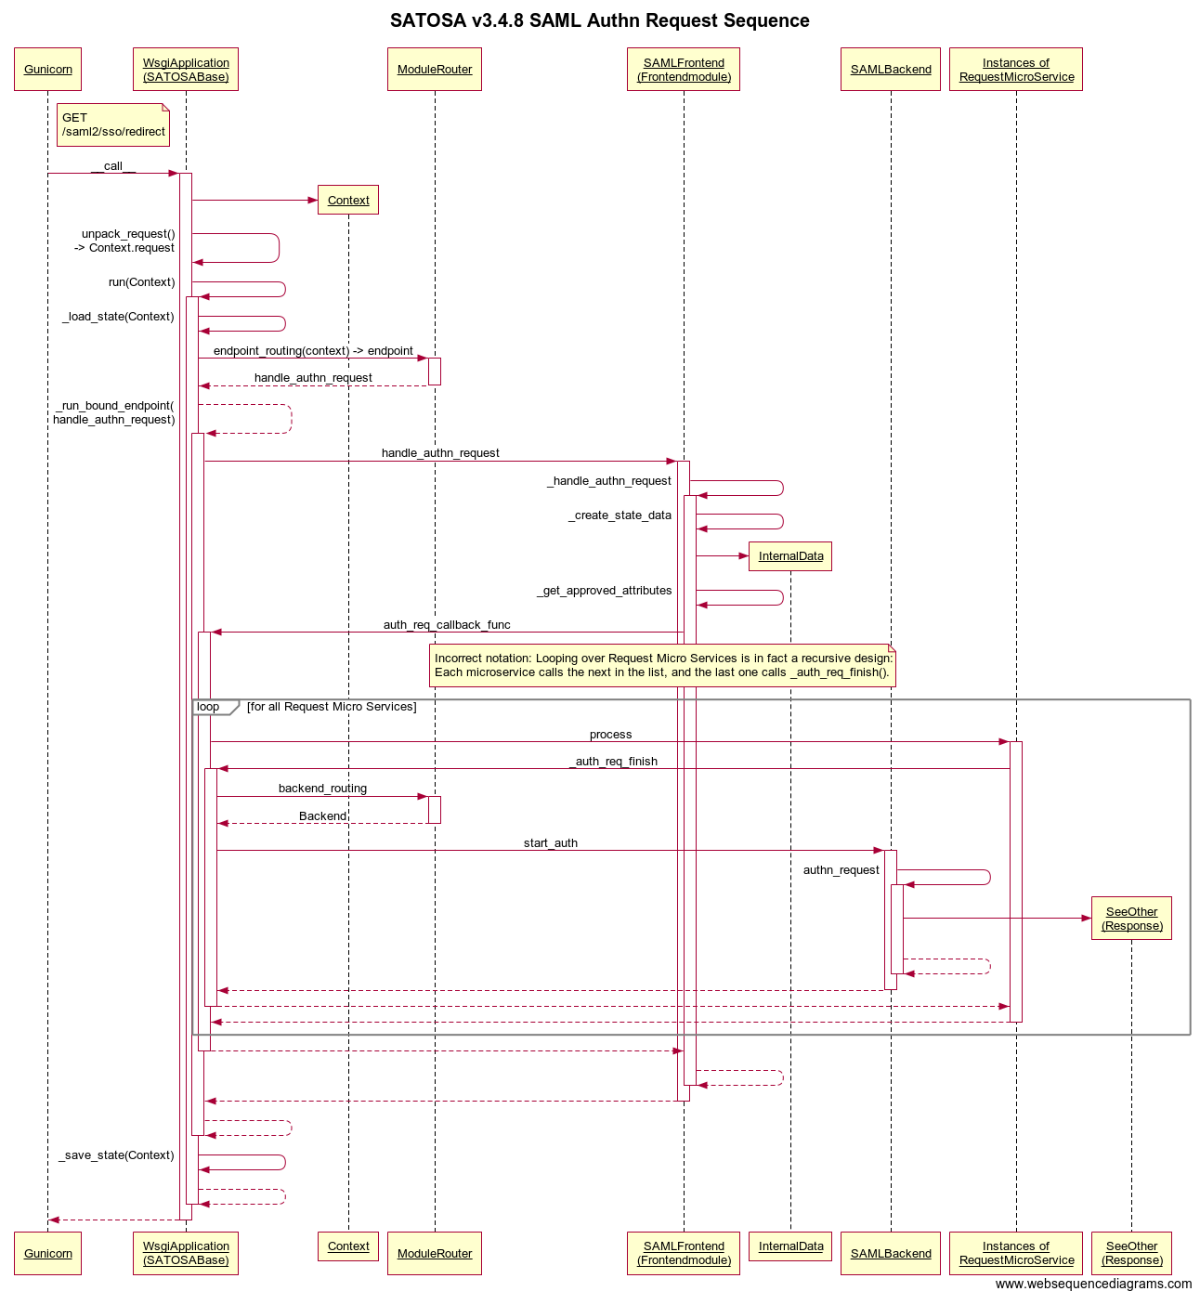 SATOSA v3.4.8 SAML Authn Request Sequence
Gunicorn
WsgiApplication
(SATOSABase)
ModuleRouter
SAMLFrontend
(Frontendmodule)
SAMLBackend
Instances of
RequestMicroService
GET
/saml2/sso/redirect
__call__
Context
unpack_request()
-> Context.request
run(Context)
_load_state(Context)
endpoint_routing(context) -> endpoint
handle_authn_request
_run_bound_endpoint(
handle_authn_request)
handle_authn_request
_handle_authn_request
_create_state_data
InternalData
_get_approved_attributes
auth_req_callback_func
Incorrect notation: Looping over Request Micro Services is in fact a recursive design:
Each microservice calls the next in the list, and the last one calls _auth_req_finish().
loop
[for all Request Micro Services]
process
_auth_req_finish
backend_routing
Backend
start_auth
authn_request
SeeOther
(Response)
_save_state(Context)
Gunicorn
WsgiApplication
(SATOSABase)
Context
ModuleRouter
SAMLFrontend
(Frontendmodule)
InternalData
SAMLBackend
Instances of
RequestMicroService
SeeOther
(Response)
www.websequencediagrams.com